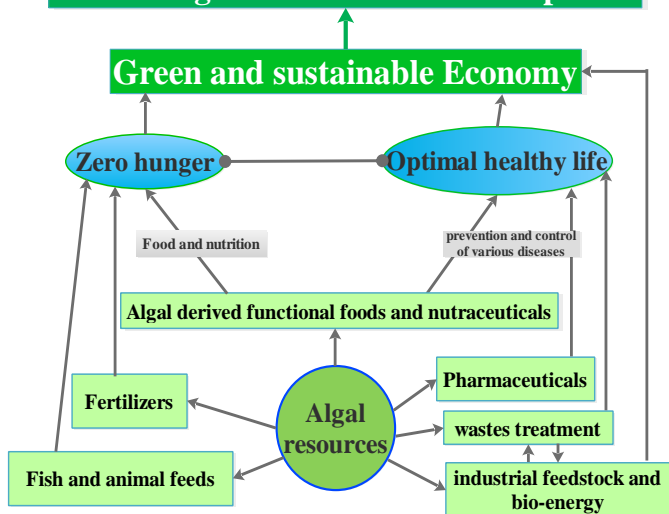 Green and sustainable Economy
Zero hunger
Optimal healthy life
Food and nutrition
prevention and control
of various diseases
Algal derived functional foods and nutraceuticals
Pharmaceuticals
Fertilizers
Algal
resources
wastes treatment
Fish and animal feeds
industrial feedstock and
bio-energy